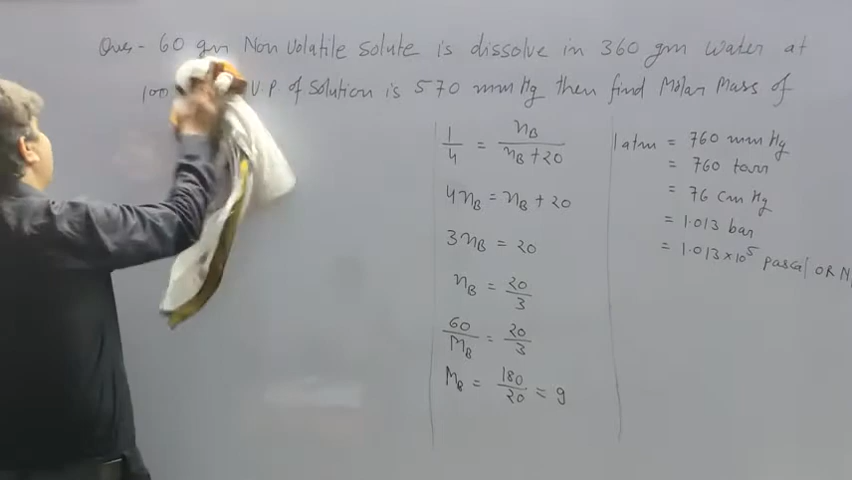 Ques- 60 gm Non Volatile Solute is dissolve in 360 gm water at
100 V.P of Solution is 570 mm Hg then find Molar Mass of
1/4 = nB/(nB + 20)
4nB = nB + 20
3nB = 20
nB = 20/3
60/MB = 20/3
MB = 180/20 = 9
1 atm = 760 mm Hg
= 760 torr
= 76 cm Hg
= 1.013 bar
= 1.013×10⁵ pascal OR N